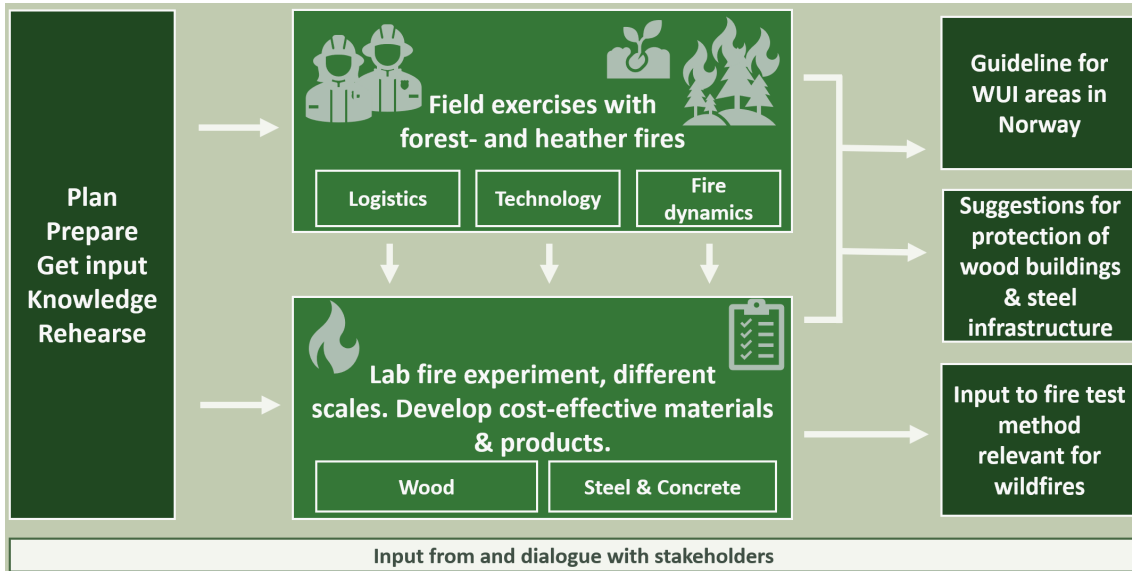 Plan
Prepare
Get input
Knowledge
Rehearse
Field exercises with
forest- and heather fires
Logistics
Technology
Fire
dynamics
Lab fire experiment, different
scales. Develop cost-effective materials
& products.
Wood
Steel & Concrete
Guideline for
WUI areas in
Norway
Suggestions for
protection of
wood buildings
& steel
infrastructure
Input to fire test
method
relevant for
wildfires
Input from and dialogue with stakeholders